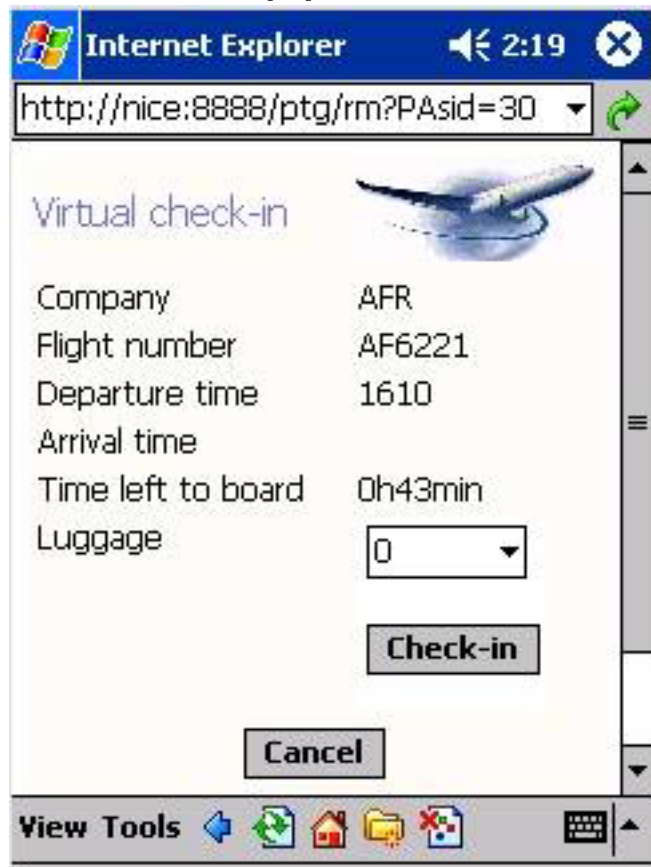 Internet Explorer 2:19
http://nice:8888/ptg/rm?PAsid=30
Virtual check-in
Company AFR
Flight number AF6221
Departure time 1610
Arrival time
Time left to board 0h43min
Luggage 0
Check-in
Cancel
View Tools